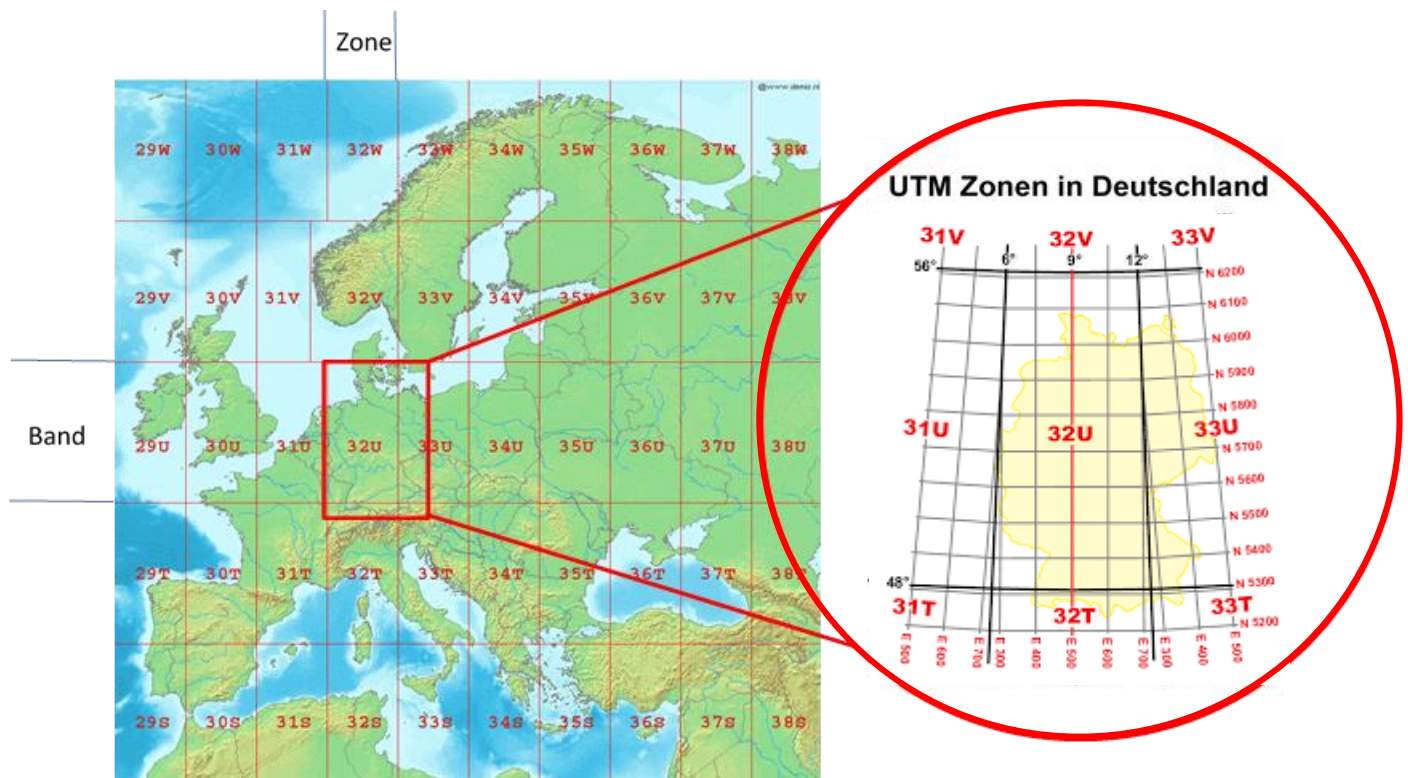 Zone
@www.demis.nl
29W 30W 31W 32W 33W 34W 35W 36W 37W 38W
29V 30V 31V 32V 33V 34V 35V 36V 37V 38V
Band
29U 30U 31U 32U 33U 34U 35U 36U 37U 38U
29T 30T 31T 32T 33T 34T 35T 36T 37T 38T
29S 30S 31S 32S 33S 34S 35S 36S 37S 38S
UTM Zonen in Deutschland
31V 32V 33V
56° 6° 9° 12°
N 6200
N 6100
N 6000
N 5900
N 5800
31U 32U 33U
N 5700
N 5600
N 5500
N 5400
48° N 5300
31T 32T 33T
N 5200
E 500 E 600 E 700 E 300 E 400 E 500 E 600 E 700 E 300 E 400 E 500